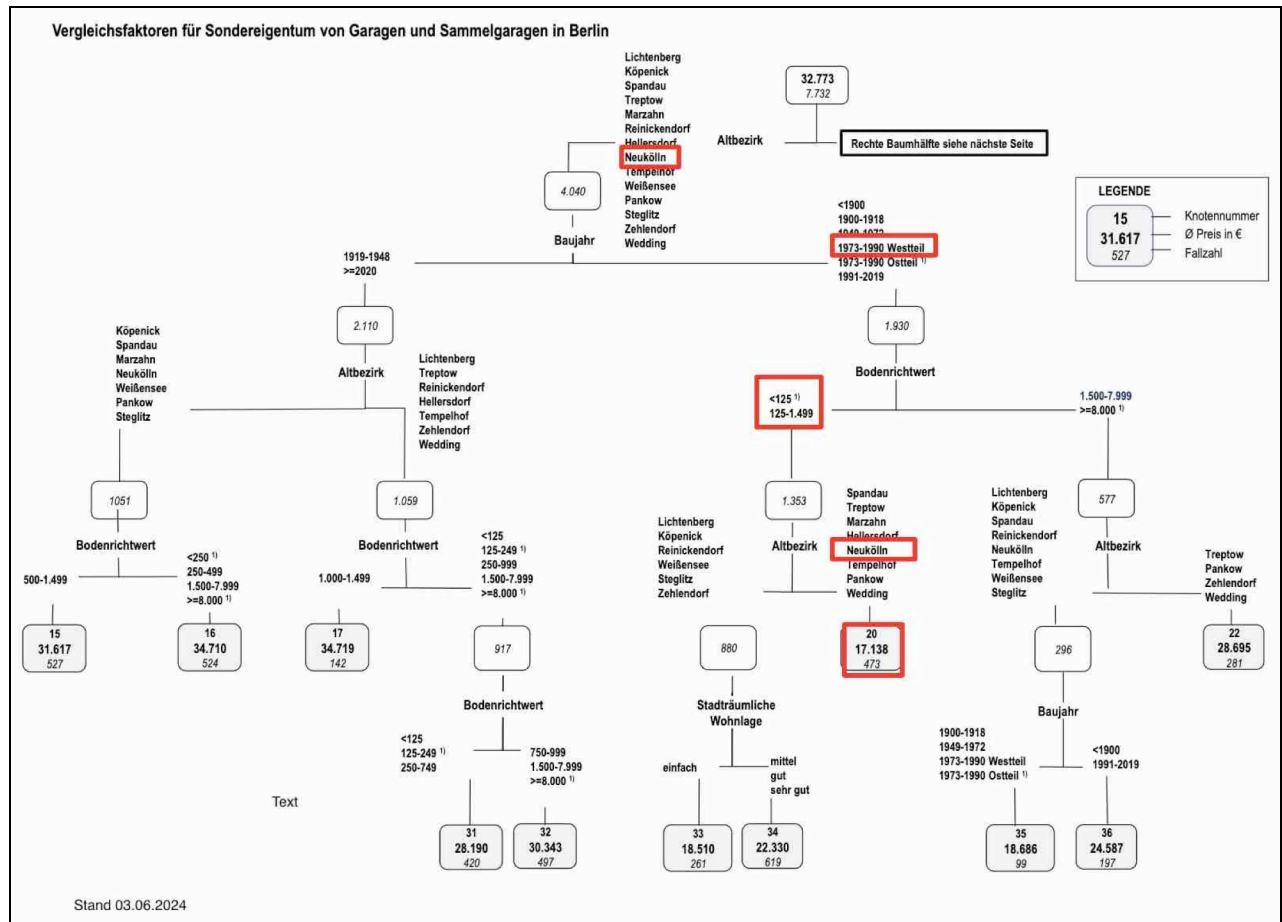 Vergleichsfaktoren für Sondereigentum von Garagen und Sammelgaragen in Berlin
Lichtenberg
Köpenick
Spandau
Treptow
Marzahn
Reinickendorf
Hellersdorf
Neukölln
Tempelhof
Weißensee
Pankow
Steglitz
Zehlendorf
Wedding
Altbezirk
32.773
7.732
Rechte Baumhälfte siehe nächste Seite
LEGENDE
15
31.617
527
Knotennummer
Ø Preis in €
Fallzahl
4.040
Baujahr
1919-1948
>=2020
<1900
1900-1918
1949-1972
1973-1990 Westteil
1973-1990 Ostteil 1)
1991-2019
2.110
Altbezirk
1.930
Bodenrichtwert
Köpenick
Spandau
Marzahn
Neukölln
Weißensee
Pankow
Steglitz
Lichtenberg
Treptow
Reinickendorf
Hellersdorf
Tempelhof
Zehlendorf
Wedding
<125 1)
125-1.499
1.500-7.999
>=8.000 1)
1051
Bodenrichtwert
1.059
Bodenrichtwert
1.353
Altbezirk
577
Altbezirk
500-1.499
<250 1)
250-499
1.500-7.999
>=8.000 1)
1.000-1.499
<125
125-249 1)
250-999
1.500-7.999
>=8.000 1)
Lichtenberg
Köpenick
Reinickendorf
Weißensee
Steglitz
Zehlendorf
Spandau
Treptow
Marzahn
Hellersdorf
Neukölln
Tempelhof
Pankow
Wedding
Lichtenberg
Köpenick
Spandau
Reinickendorf
Neukölln
Tempelhof
Weißensee
Steglitz
Treptow
Pankow
Zehlendorf
Wedding
15
31.617
527
16
34.710
524
17
34.719
142
917
880
20
17.138
473
296
22
28.695
281
Bodenrichtwert
Stadträumliche
Wohnlage
Baujahr
<125
125-249 1)
250-749
750-999
1.500-7.999
>=8.000 1)
einfach
mittel
gut
sehr gut
1900-1918
1949-1972
1973-1990 Westteil
1973-1990 Ostteil 1)
<1900
1991-2019
Text
31
28.190
420
32
30.343
497
33
18.510
261
34
22.330
619
35
18.686
99
36
24.587
197
Stand 03.06.2024